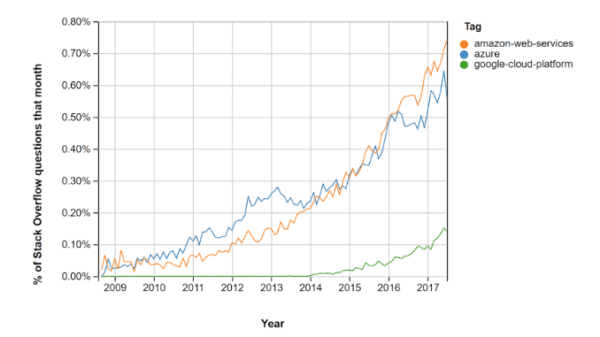 Tag
amazon-web-services
azure
google-cloud-platform
% of Stack Overflow questions that month
0.80%
0.70%
0.60%
0.50%
0.40%
0.30%
0.20%
0.10%
0.00%
2009 2010 2011 2012 2013 2014 2015 2016 2017
Year